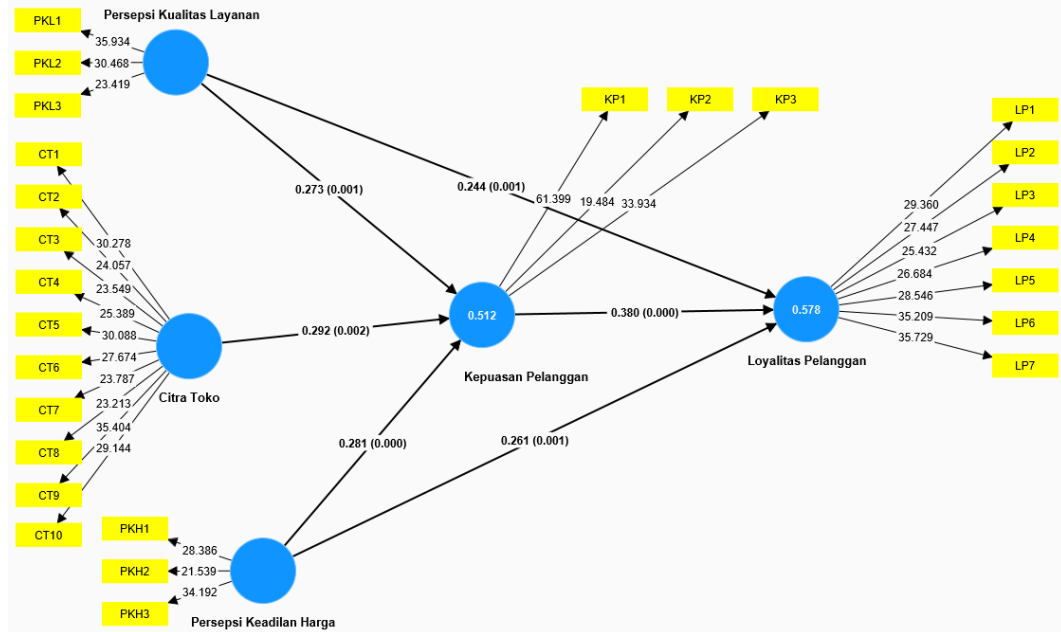 Persepsi Kualitas Layanan
PKL1
PKL2
PKL3
35.934
30.468
23.419
CT1
CT2
CT3
CT4
CT5
CT6
CT7
CT8
CT9
CT10
30.278
24.057
23.549
25.389
30.088
27.674
23.787
23.213
35.404
29.144
Citra Toko
PKH1
PKH2
PKH3
28.386
21.539
34.192
Persepsi Keadilan Harga
0.273 (0.001)
0.244 (0.001)
0.292 (0.002)
0.281 (0.000)
0.261 (0.001)
KP1
KP2
KP3
61.399
19.484
33.934
0.512
Kepuasan Pelanggan
0.380 (0.000)
0.578
Loyalitas Pelanggan
29.360
27.447
25.432
26.684
28.546
35.209
35.729
LP1
LP2
LP3
LP4
LP5
LP6
LP7